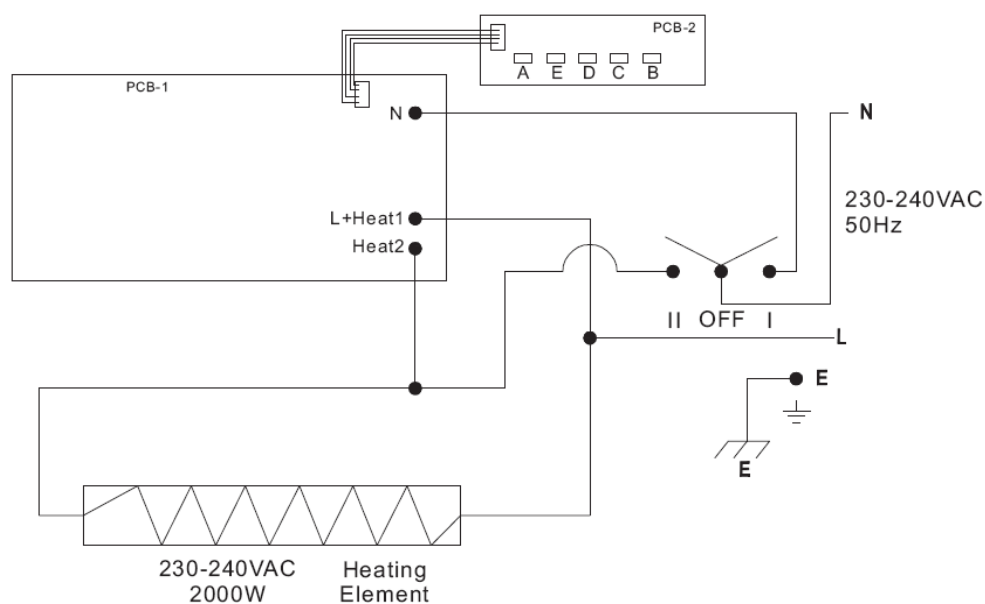 PCB-2
A E D C B
PCB-1
N
N
230-240VAC
50Hz
L+Heat1
Heat2
II OFF I
L
E
E
230-240VAC
2000W
Heating
Element